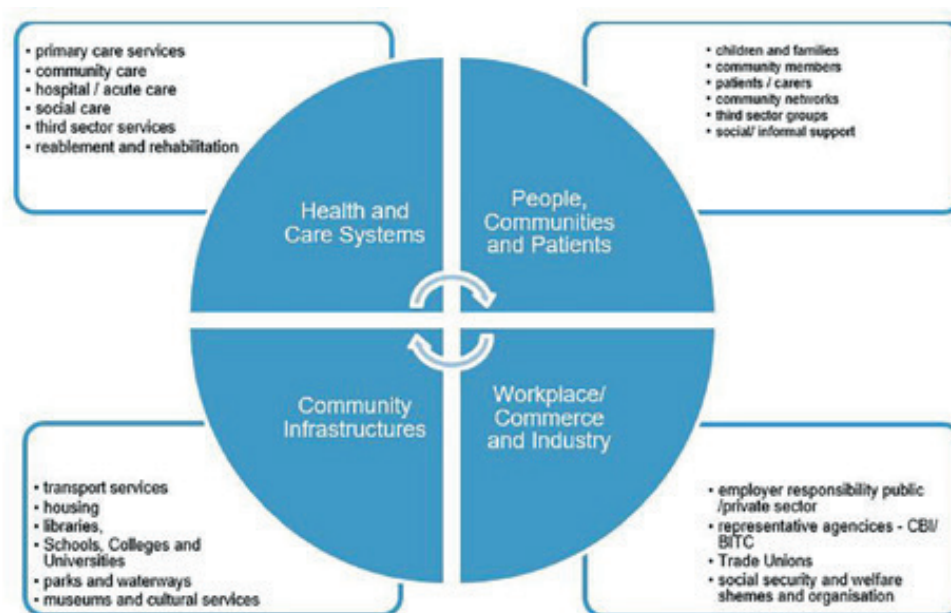 • primary care services
• community care
• hospital / acute care
• social care
• third sector services
• reablement and rehabilitation
• children and families
• community members
• patients / carers
• community networks
• third sector groups
• social/ informal support
Health and
Care Systems
People,
Communities
and Patients
Community
Infrastructures
Workplace/
Commerce
and Industry
• transport services
• housing
• libraries,
• Schools, Colleges and
Universities
• parks and waterways
• museums and cultural services
• employer responsibility public
/private sector
• representative agencices - CBI/
BITC
• Trade Unions
• social security and welfare
shemes and organisation